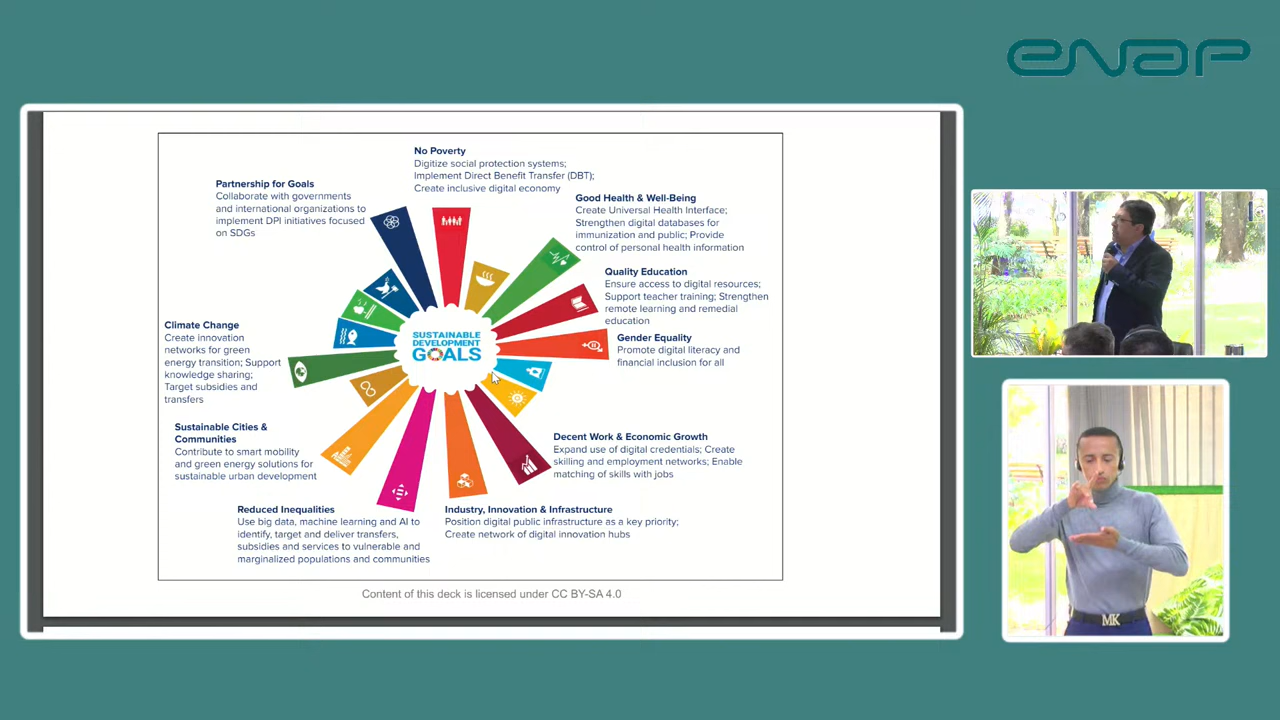 enap
No Poverty
Digitize social protection systems;
Implement Direct Benefit Transfer (DBT);
Create inclusive digital economy
Partnership for Goals
Collaborate with governments
and international organizations to
implement DPI initiatives focused
on SDGs
Good Health & Well-Being
Create Universal Health Interface;
Strengthen digital databases for
immunization and public; Provide
control of personal health information
Quality Education
Ensure access to digital resources;
Support teacher training; Strengthen
remote learning and remedial
education
Gender Equality
Promote digital literacy and
financial inclusion for all
SUSTAINABLE
DEVELOPMENT
GOALS
Climate Change
Create innovation
networks for green
energy transition; Support
knowledge sharing;
Target subsidies and
transfers
Sustainable Cities &
Communities
Contribute to smart mobility
and green energy solutions for
sustainable urban development
Decent Work & Economic Growth
Expand use of digital credentials; Create
skilling and employment networks; Enable
matching of skills with jobs
Reduced Inequalities
Use big data, machine learning and AI to
identify, target and deliver transfers,
subsidies and services to vulnerable and
marginalized populations and communities
Industry, Innovation & Infrastructure
Position digital public infrastructure as a key priority;
Create network of digital innovation hubs
Content of this deck is licensed under CC BY-SA 4.0
MK